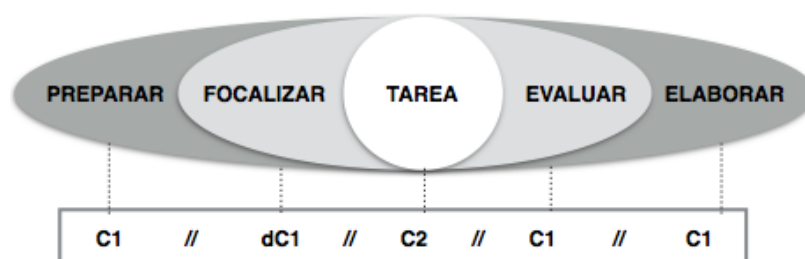 PREPARAR FOCALIZAR TAREA EVALUAR ELABORAR
C1 // dC1 // C2 // C1 // C1